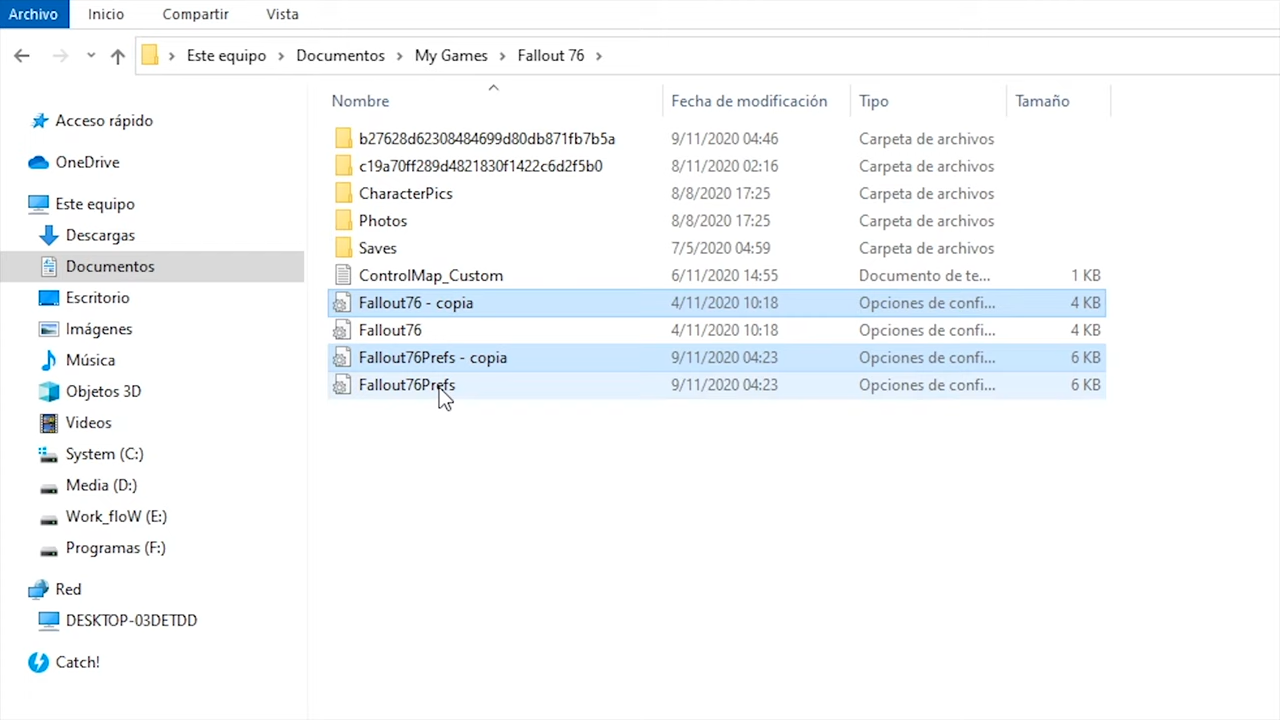 Archivo Inicio Compartir Vista
Este equipo Documentos My Games Fallout 76
Nombre Fecha de modificación Tipo Tamaño
Acceso rápido
OneDrive
Este equipo
Descargas
Documentos
Escritorio
Imágenes
Música
Objetos 3D
Videos
System (C:)
Media (D:)
Work_floW (E:)
Programas (F:)
Red
DESKTOP-03DETDD
Catch!
b27628d62308484699d80db871fb7b5a 9/11/2020 04:46 Carpeta de archivos
c19a70ff289d4821830f1422c6d2f5b0 8/11/2020 02:16 Carpeta de archivos
CharacterPics 8/8/2020 17:25 Carpeta de archivos
Photos 8/8/2020 17:25 Carpeta de archivos
Saves 7/5/2020 04:59 Carpeta de archivos
ControlMap_Custom 6/11/2020 14:55 Documento de te... 1 KB
Fallout76 - copia 4/11/2020 10:18 Opciones de confi... 4 KB
Fallout76 4/11/2020 10:18 Opciones de confi... 4 KB
Fallout76Prefs - copia 9/11/2020 04:23 Opciones de confi... 6 KB
Fallout76Prefs 9/11/2020 04:23 Opciones de confi... 6 KB